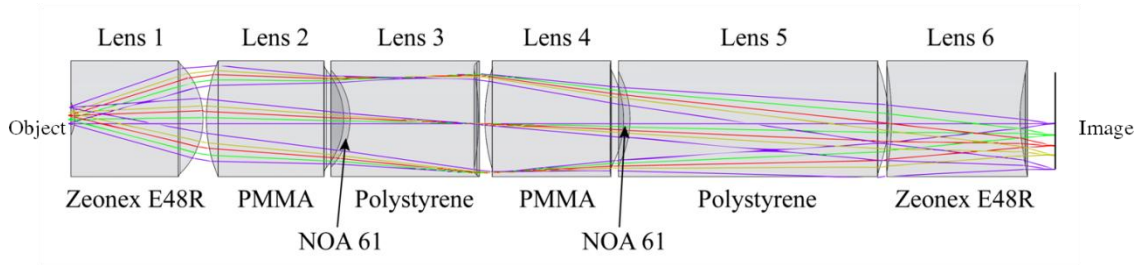 Lens 1 Lens 2 Lens 3 Lens 4 Lens 5 Lens 6
Object Image
Zeonex E48R PMMA Polystyrene PMMA Polystyrene Zeonex E48R
NOA 61 NOA 61